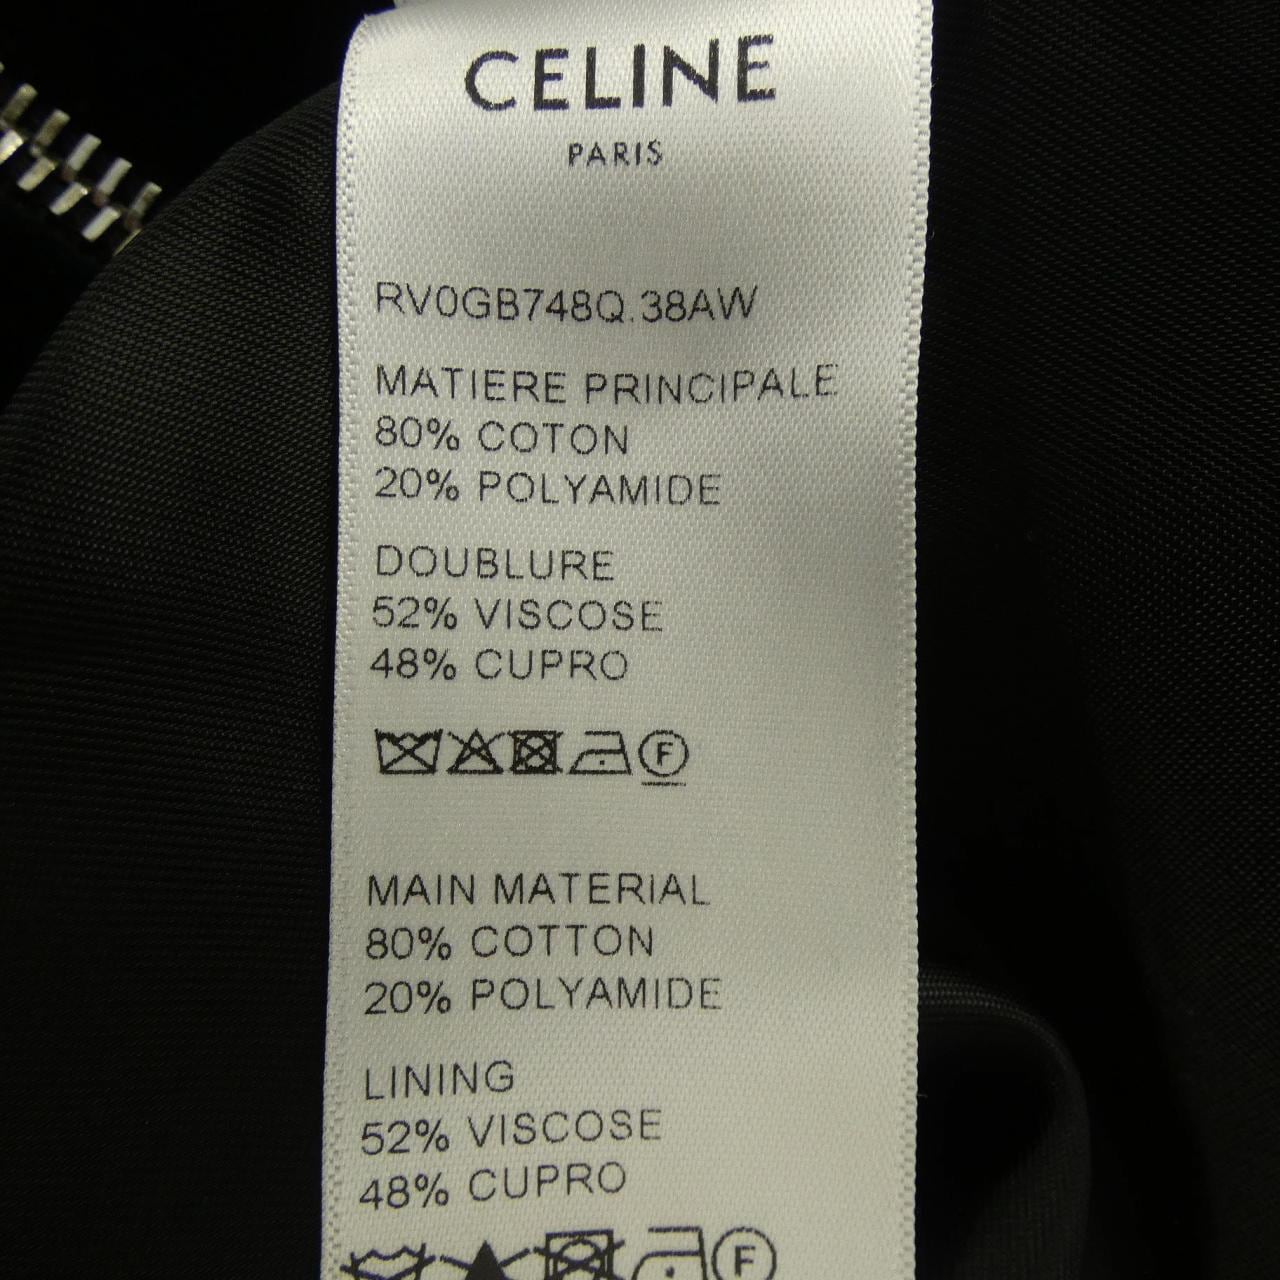 CELINE
PARIS
RV0GB748Q.38AW
MATIERE PRINCIPALE
80% COTON
20% POLYAMIDE
DOUBLURE
52% VISCOSE
48% CUPRO
F
MAIN MATERIAL
80% COTTON
20% POLYAMIDE
LINING
52% VISCOSE
48% CUPRO
F